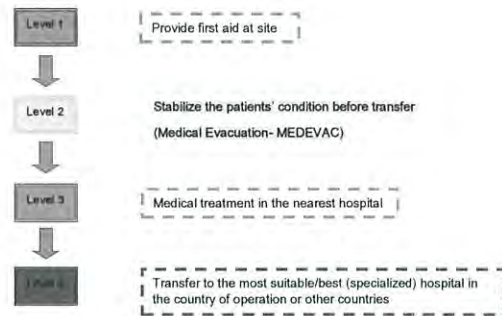 Level 1
Provide first aid at site
Level 2
Stabilize the patients' condition before transfer
(Medical Evacuation- MEDEVAC)
Level 3
Medical treatment in the nearest hospital
Level
Transfer to the most suitable/best (specialized) hospital in
the country of operation or other countries